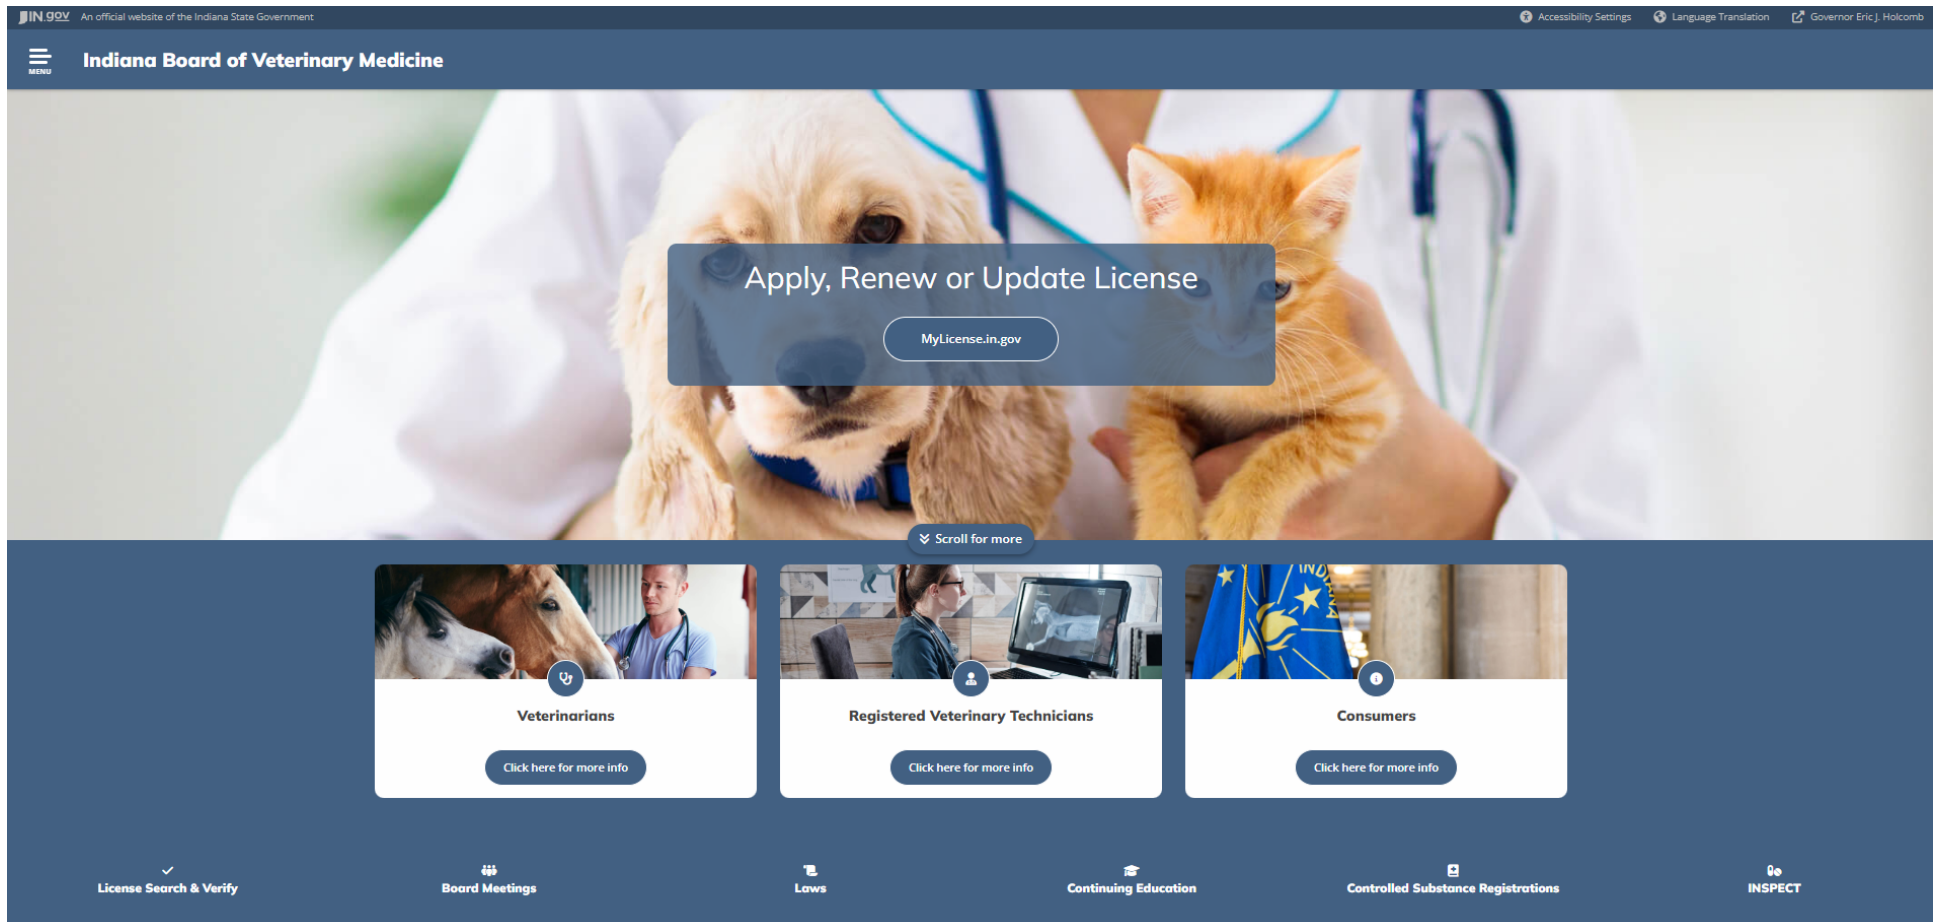 IN.gov An official website of the Indiana State Government
Accessibility Settings Language Translation Governor Eric J. Holcomb
MENU
Indiana Board of Veterinary Medicine
Apply, Renew or Update License
MyLicense.in.gov
Scroll for more
INDIANA
Veterinarians
Click here for more info
Registered Veterinary Technicians
Click here for more info
Consumers
Click here for more info
License Search & Verify
Board Meetings
Laws
Continuing Education
Controlled Substance Registrations
INSPECT